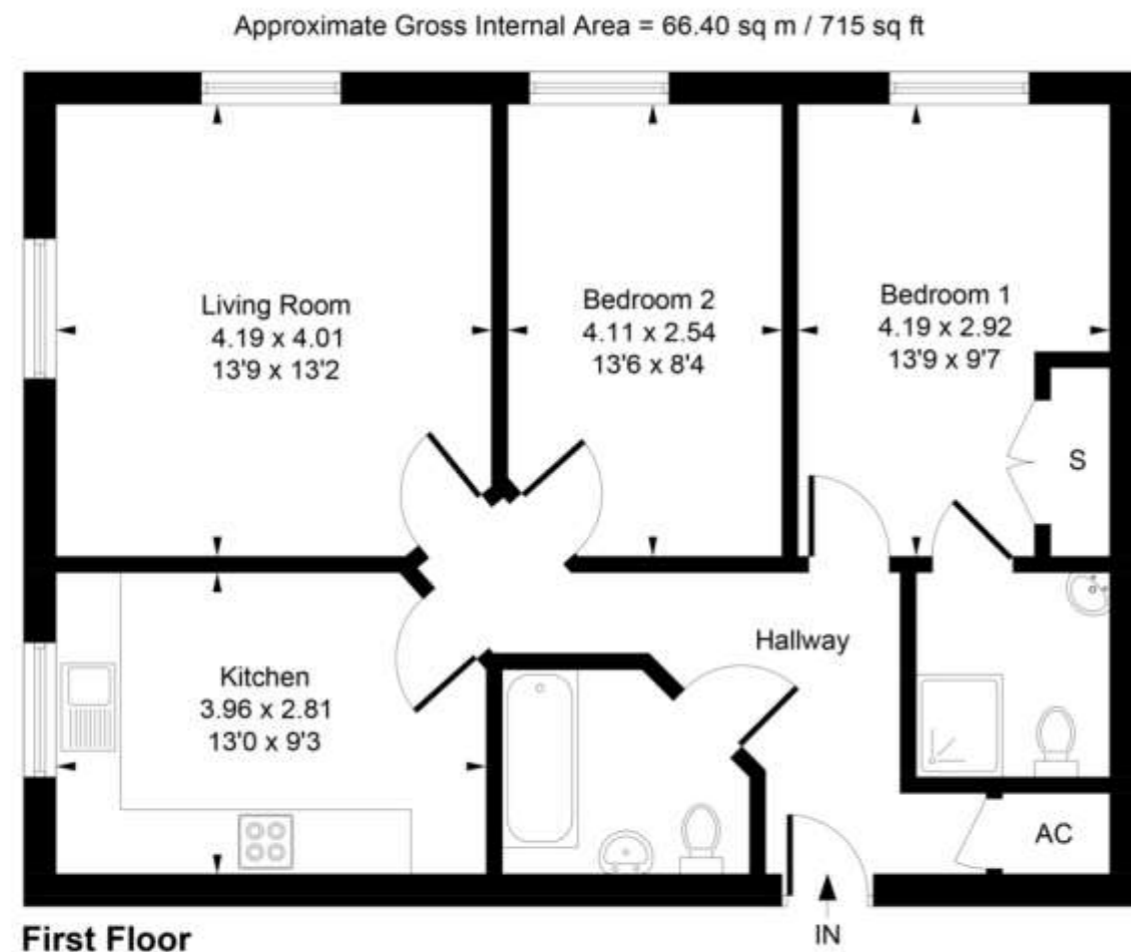 Approximate Gross Internal Area = 66.40 sq m / 715 sq ft
Living Room
4.19 x 4.01
13'9 x 13'2
Bedroom 2
4.11 x 2.54
13'6 x 8'4
Bedroom 1
4.19 x 2.92
13'9 x 9'7
S
Hallway
Kitchen
3.96 x 2.81
13'0 x 9'3
AC
IN
First Floor